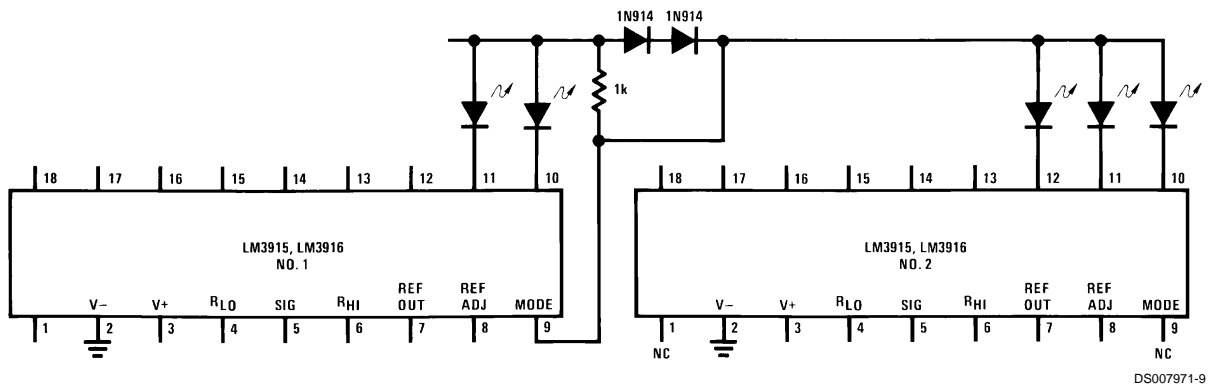 1N914 1N914
1k
18 17 16 15 14 13 12 11 10
18 17 16 15 14 13 12 11 10
LM3915, LM3916
NO. 1
LM3915, LM3916
NO. 2
V– V+ RLO SIG RHI REF OUT REF ADJ MODE
V– V+ RLO SIG RHI REF OUT REF ADJ MODE
1 2 3 4 5 6 7 8 9
1 2 3 4 5 6 7 8 9
NC NC
DS007971-9